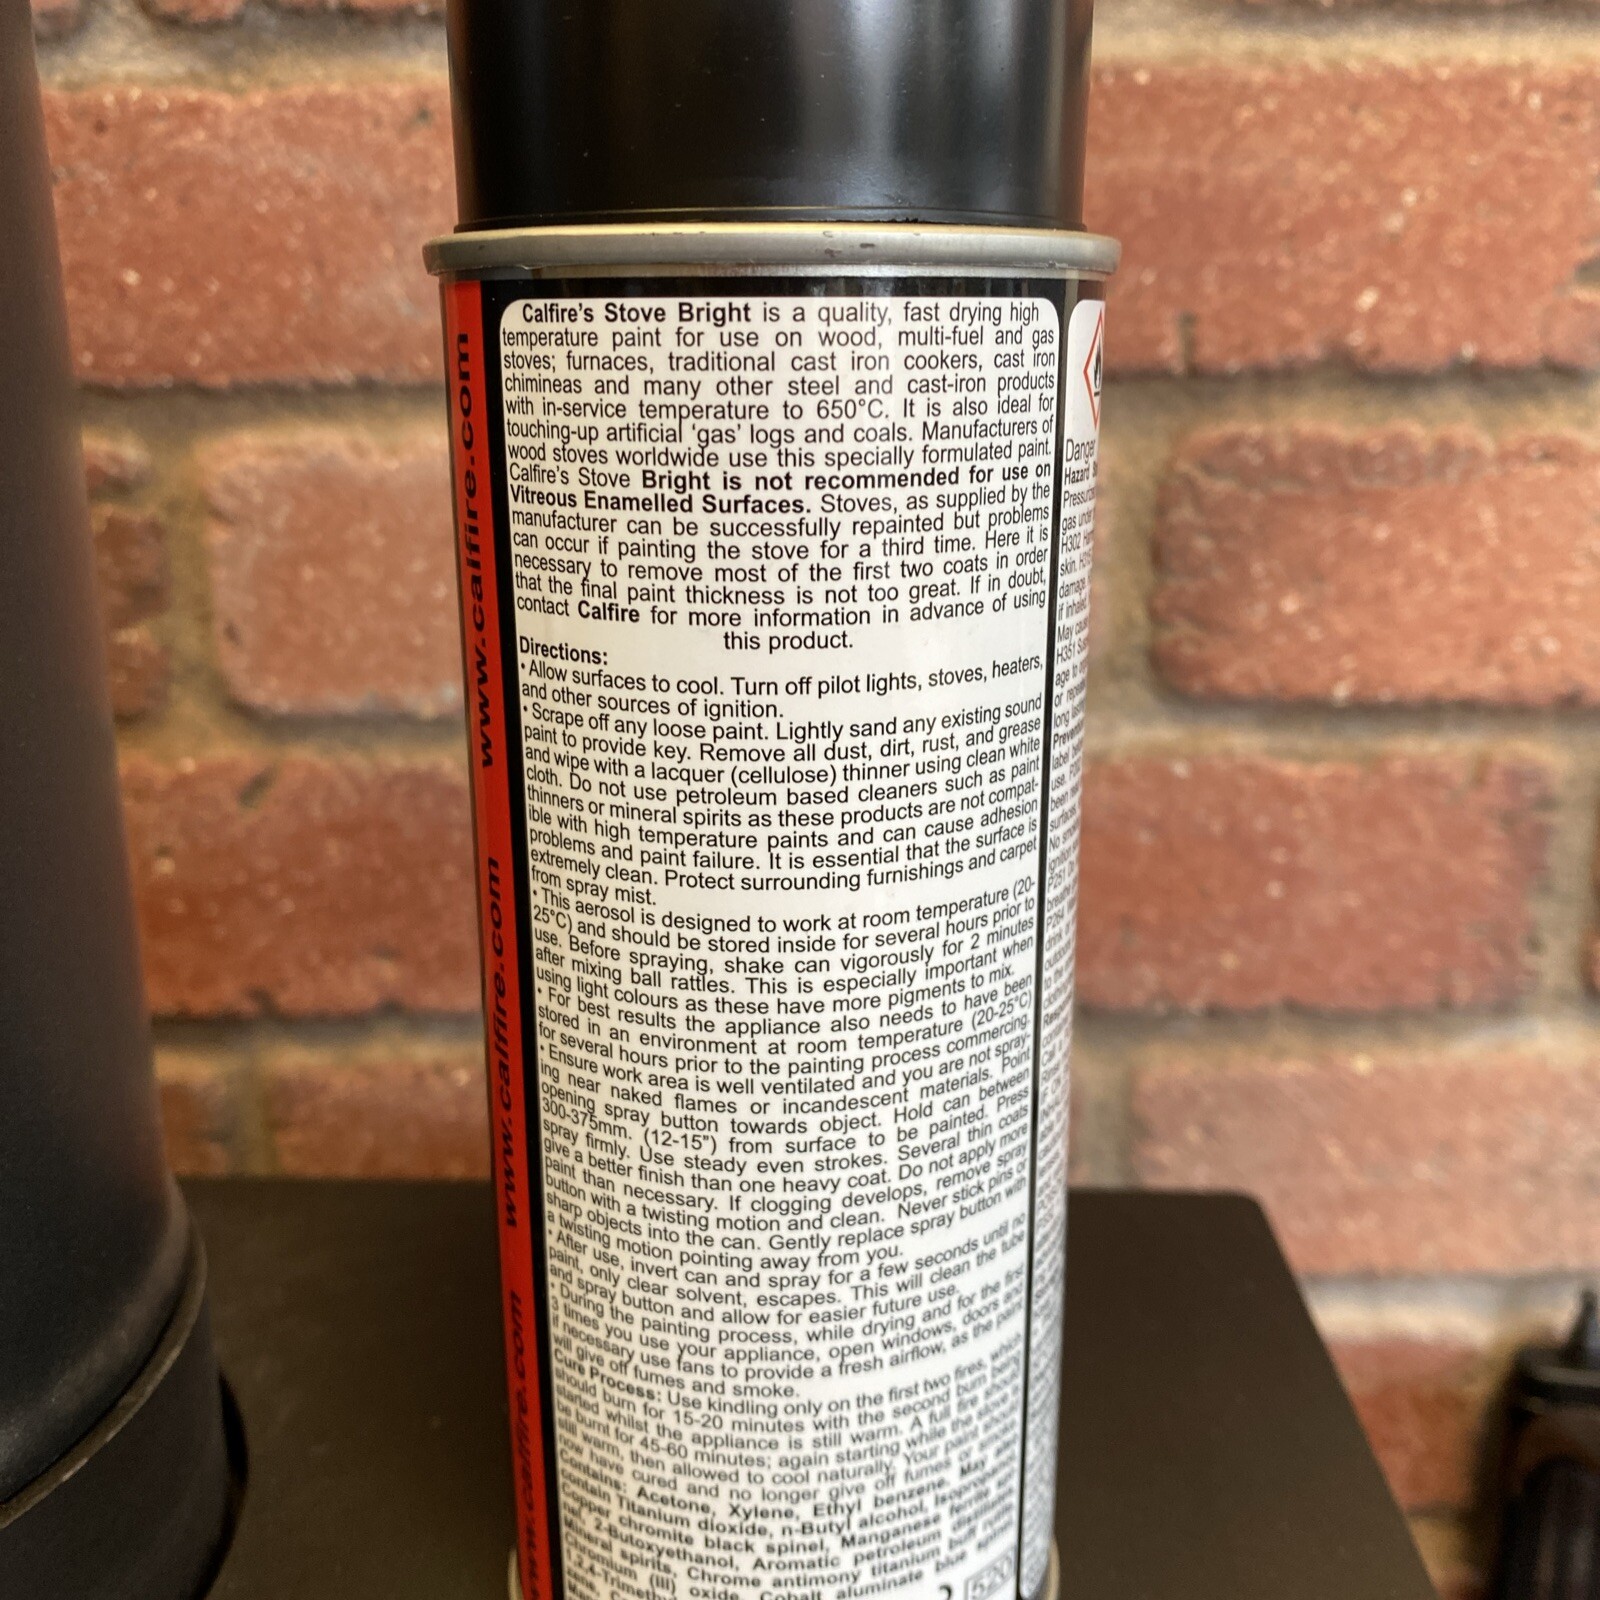 Calfire's Stove Bright is a quality, fast drying high
temperature paint for use on wood, multi-fuel and gas
stoves; furnaces, traditional cast iron cookers, cast iron
chimineas and many other steel and cast-iron products
with in-service temperature to 650°C. It is also ideal for
touching-up artificial 'gas' logs and coals. Manufacturers of
wood stoves worldwide use this specially formulated paint.
Calfire's Stove Bright is not recommended for use on
Vitreous Enamelled Surfaces. Stoves, as supplied by the
manufacturer can be successfully repainted but problems
can occur if painting the stove for a third time. Here it is
necessary to remove most of the first two coats in order
that the final paint thickness is not too great. If in doubt,
contact Calfire for more information in advance of using
this product.
Directions:
• Allow surfaces to cool. Turn off pilot lights, stoves, heaters,
and other sources of ignition.
• Scrape off any loose paint. Lightly sand any existing sound
paint to provide key. Remove all dust, dirt, rust, and grease
and wipe with a lacquer (cellulose) thinner using clean white
cloth. Do not use petroleum based cleaners such as paint
thinners or mineral spirits as these products are not compat-
ible with high temperature paints and can cause adhesion
problems and paint failure. It is essential that the surface is
extremely clean. Protect surrounding furnishings and carpet
from spray mist.
• This aerosol is designed to work at room temperature (20-
25°C) and should be stored inside for several hours prior to
use. Before spraying, shake can vigorously for 2 minutes
after mixing ball rattles. This is especially important when
using light colours as these have more pigments to mix.
• For best results the appliance also needs to have been
stored in an environment at room temperature (20-25°C)
for several hours prior to the painting process commercing.
• Ensure work area is well ventilated and you are not spray-
ing near naked flames or incandescent materials. Point
opening spray button towards object. Hold can between
300-375mm. (12-15") from surface to be painted. Press
spray firmly. Use steady even strokes. Several thin coats
give a better finish than one heavy coat. Do not apply more
paint than necessary. If clogging develops, remove spray
button with a twisting motion and clean. Never stick pins or
sharp objects into the can. Gently replace spray button with
a twisting motion pointing away from you.
• After use, invert can and spray for a few seconds until no
paint, only clear solvent, escapes. This will clean the tube
and spray button and allow for easier future use.
• During the painting process, while drying and for the first
3 times you use your appliance, open windows, doors and
if necessary use fans to provide a fresh airflow, as the paint
will give off fumes and smoke.
Cure Process: Use kindling only on the first two fires, which
should burn for 15-20 minutes with the second burn being
started whilst the appliance is still warm. A full fire should
be burnt for 45-60 minutes; again starting while the stove is
still warm, then allowed to cool naturally. Your paint should
now have cured and no longer give off fumes or smoke.
Contains: Acetone, Xylene, Ethyl benzene. May also
contain Titanium dioxide, n-Butyl alcohol, Isopropanol,
Copper chromite black spinel, Manganese ferrite
2-Butoxyethanol, Aromatic petroleum distillates,
Mineral spirits, Chrome antimony titanium buff rutile,
Chromium (III) oxide, Cobalt aluminate blue spinel,
1,2,4-Trimethyl
520
www.calfire.com
www.calfire.com
www.calfire.com
Danger
Hazard
gas under
H302
skin.
damage
if inhaled.
May cause
H351